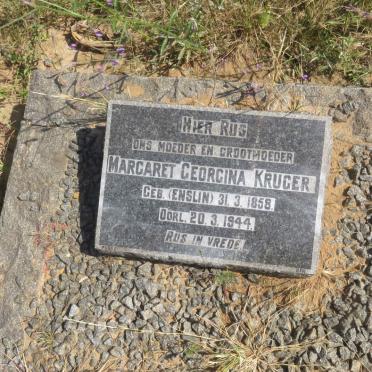 HIER RUS
ONS MOEDER EN GROOTMOEDER
MARGARET GEORGINA KRUGER
GEB. (ENSLIN) 31. 3. 1858.
OORL. 20. 3. 1944.
RUS IN VREDE